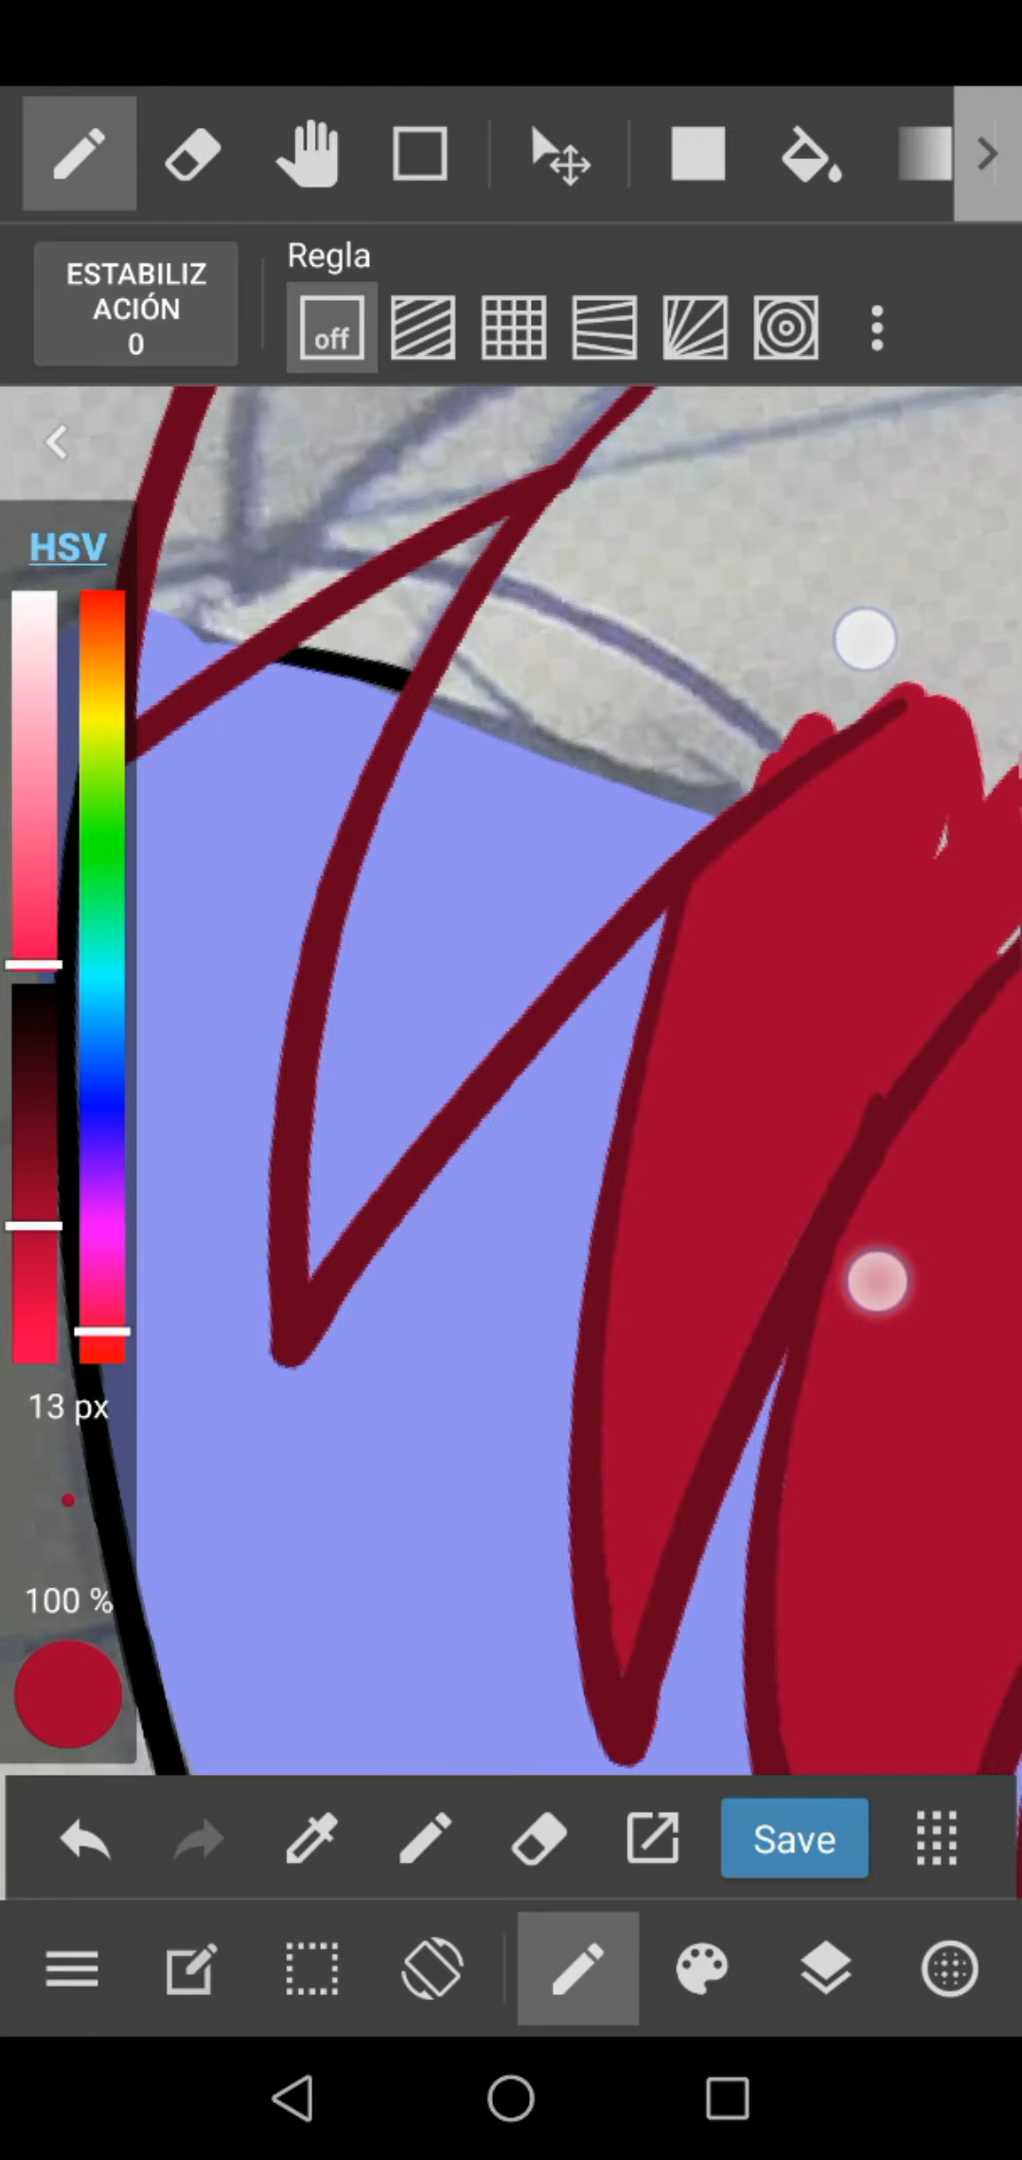 ESTABILIZ
ACIÓN
0
Regla
off
HSV
13 px
100 %
Save